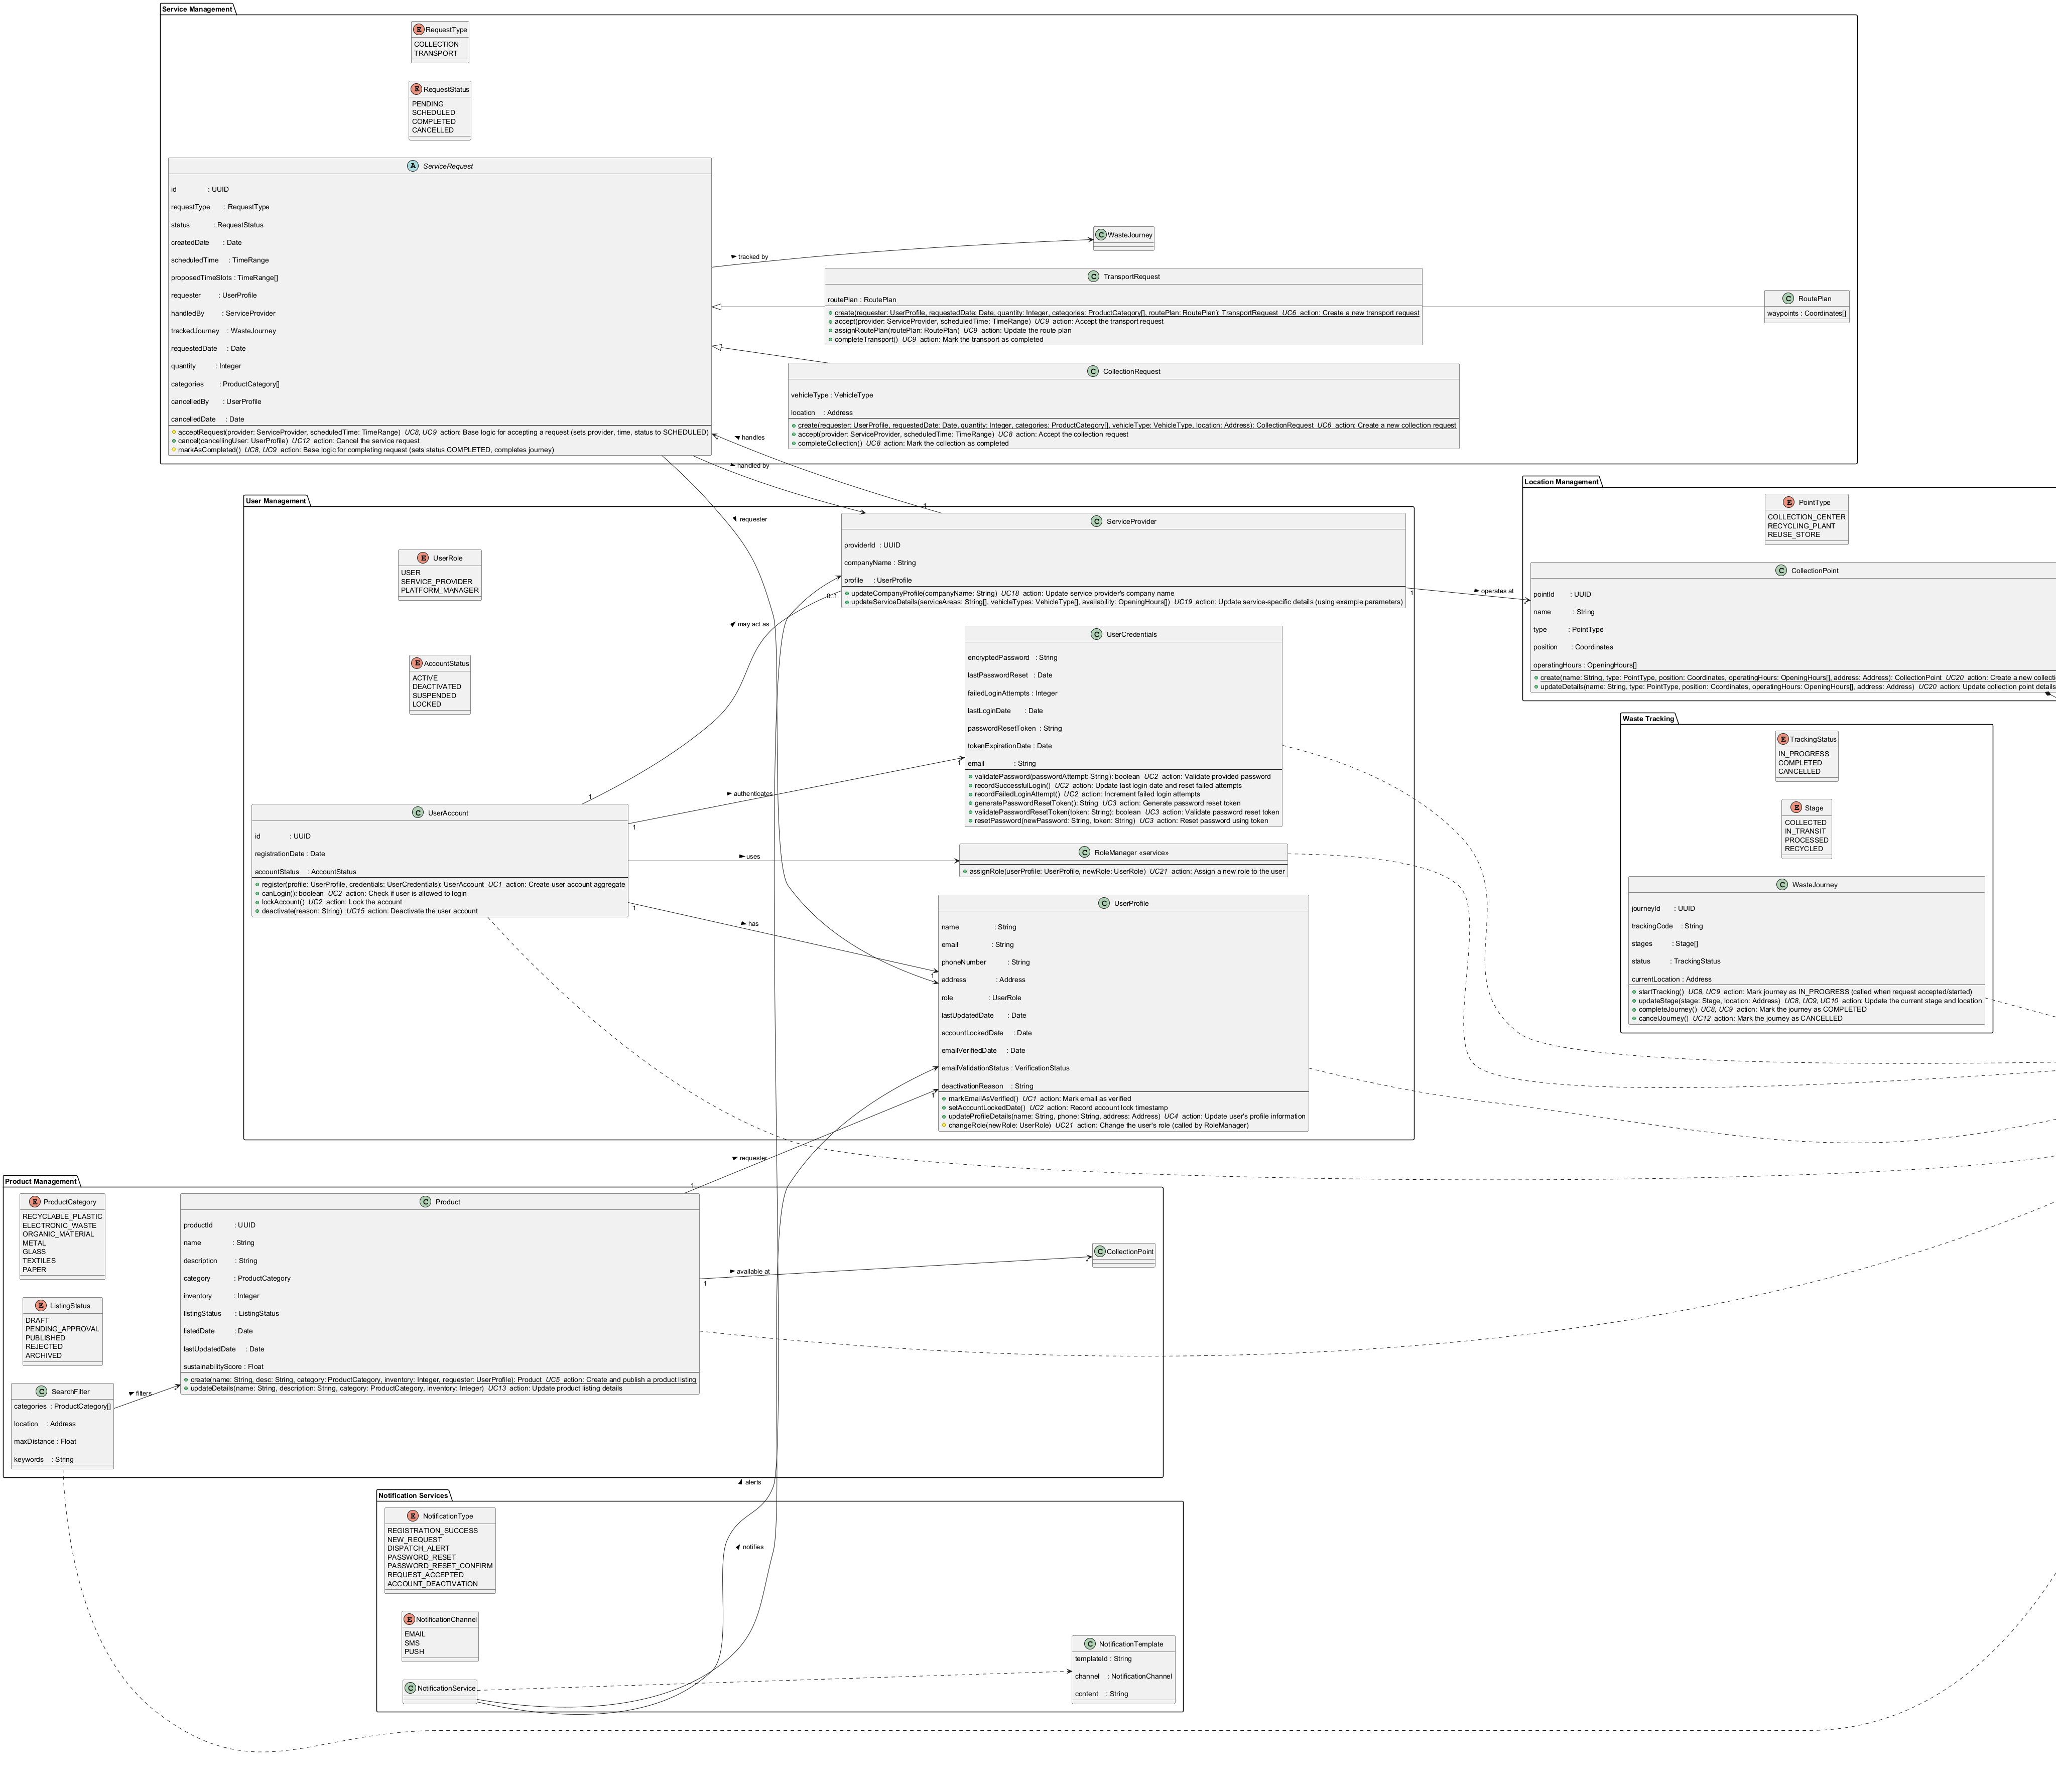 Service Management
RequestType
COLLECTION
TRANSPORT
RequestStatus
PENDING
SCHEDULED
COMPLETED
CANCELLED
ServiceRequest
id : UUID
requestType : RequestType
status : RequestStatus
createdDate : Date
scheduledTime : TimeRange
proposedTimeSlots : TimeRange[]
requester : UserProfile
handledBy : ServiceProvider
trackedJourney : WasteJourney
requestedDate : Date
quantity : Integer
categories : ProductCategory[]
cancelledBy : UserProfile
cancelledDate : Date
acceptRequest(provider: ServiceProvider, scheduledTime: TimeRange) UC8, UC9 action: Base logic for accepting a request (sets provider, time, status to SCHEDULED)
cancel(cancellingUser: UserProfile) UC12 action: Cancel the service request
markAsCompleted() UC8, UC9 action: Base logic for completing request (sets status COMPLETED, completes journey)
tracked by
WasteJourney
TransportRequest
routePlan : RoutePlan
create(requester: UserProfile, requestedDate: Date, quantity: Integer, categories: ProductCategory[], routePlan: RoutePlan): TransportRequest UC6 action: Create a new transport request
accept(provider: ServiceProvider, scheduledTime: TimeRange) UC9 action: Accept the transport request
assignRoutePlan(routePlan: RoutePlan) UC9 action: Update the route plan
completeTransport() UC9 action: Mark the transport as completed
RoutePlan
waypoints : Coordinates[]
CollectionRequest
vehicleType : VehicleType
location : Address
create(requester: UserProfile, requestedDate: Date, quantity: Integer, categories: ProductCategory[], vehicleType: VehicleType, location: Address): CollectionRequest UC6 action: Create a new collection request
accept(provider: ServiceProvider, scheduledTime: TimeRange) UC8 action: Accept the collection request
completeCollection() UC8 action: Mark the collection as completed
*
handles
handled by
requester
1
User Management
UserRole
USER
SERVICE_PROVIDER
PLATFORM_MANAGER
AccountStatus
ACTIVE
DEACTIVATED
SUSPENDED
LOCKED
ServiceProvider
providerId : UUID
companyName : String
profile : UserProfile
updateCompanyProfile(companyName: String) UC18 action: Update service provider's company name
updateServiceDetails(serviceAreas: String[], vehicleTypes: VehicleType[], availability: OpeningHours[]) UC19 action: Update service-specific details (using example parameters)
0..1
1
operates at
*
may act as
UserCredentials
encryptedPassword : String
lastPasswordReset : Date
failedLoginAttempts : Integer
lastLoginDate : Date
passwordResetToken : String
tokenExpirationDate : Date
email : String
validatePassword(passwordAttempt: String): boolean UC2 action: Validate provided password
recordSuccessfulLogin() UC2 action: Update last login date and reset failed attempts
recordFailedLoginAttempt() UC2 action: Increment failed login attempts
generatePasswordResetToken(): String UC3 action: Generate password reset token
validatePasswordResetToken(token: String): boolean UC3 action: Validate password reset token
resetPassword(newPassword: String, token: String) UC3 action: Reset password using token
1
authenticates
1
1
UserAccount
id : UUID
registrationDate : Date
accountStatus : AccountStatus
register(profile: UserProfile, credentials: UserCredentials): UserAccount UC1 action: Create user account aggregate
canLogin(): boolean UC2 action: Check if user is allowed to login
lockAccount() UC2 action: Lock the account
deactivate(reason: String) UC15 action: Deactivate the user account
uses
RoleManager «service»
assignRole(userProfile: UserProfile, newRole: UserRole) UC21 action: Assign a new role to the user
1
has
1
UserProfile
name : String
email : String
phoneNumber : String
address : Address
role : UserRole
lastUpdatedDate : Date
accountLockedDate : Date
emailVerifiedDate : Date
emailValidationStatus : VerificationStatus
deactivationReason : String
markEmailAsVerified() UC1 action: Mark email as verified
setAccountLockedDate() UC2 action: Record account lock timestamp
updateProfileDetails(name: String, phone: String, address: Address) UC4 action: Update user's profile information
changeRole(newRole: UserRole) UC21 action: Change the user's role (called by RoleManager)
1
requester
1
Location Management
PointType
COLLECTION_CENTER
RECYCLING_PLANT
REUSE_STORE
CollectionPoint
pointId : UUID
name : String
type : PointType
position : Coordinates
operatingHours : OpeningHours[]
create(name: String, type: PointType, position: Coordinates, operatingHours: OpeningHours[], address: Address): CollectionPoint UC20 action: Create a new collecti
updateDetails(name: String, type: PointType, position: Coordinates, operatingHours: OpeningHours[], address: Address) UC20 action: Update collection point details
Waste Tracking
TrackingStatus
IN_PROGRESS
COMPLETED
CANCELLED
Stage
COLLECTED
IN_TRANSIT
PROCESSED
RECYCLED
WasteJourney
journeyId : UUID
trackingCode : String
stages : Stage[]
status : TrackingStatus
currentLocation : Address
startTracking() UC8, UC9 action: Mark journey as IN_PROGRESS (called when request accepted/started)
updateStage(stage: Stage, location: Address) UC8, UC9, UC10 action: Update the current stage and location
completeJourney() UC8, UC9 action: Mark the journey as COMPLETED
cancelJourney() UC12 action: Mark the journey as CANCELLED
Product Management
ProductCategory
RECYCLABLE_PLASTIC
ELECTRONIC_WASTE
ORGANIC_MATERIAL
METAL
GLASS
TEXTILES
PAPER
ListingStatus
DRAFT
PENDING_APPROVAL
PUBLISHED
REJECTED
ARCHIVED
SearchFilter
categories : ProductCategory[]
location : Address
maxDistance : Float
keywords : String
filters
*
Product
productId : UUID
name : String
description : String
category : ProductCategory
inventory : Integer
listingStatus : ListingStatus
listedDate : Date
lastUpdatedDate : Date
sustainabilityScore : Float
create(name: String, desc: String, category: ProductCategory, inventory: Integer, requester: UserProfile): Product UC5 action: Create and publish a product listing
updateDetails(name: String, description: String, category: ProductCategory, inventory: Integer) UC13 action: Update product listing details
1
available at
*
CollectionPoint
alerts
Notification Services
NotificationType
REGISTRATION_SUCCESS
NEW_REQUEST
DISPATCH_ALERT
PASSWORD_RESET
PASSWORD_RESET_CONFIRM
REQUEST_ACCEPTED
ACCOUNT_DEACTIVATION
NotificationChannel
EMAIL
SMS
PUSH
NotificationService
notifies
NotificationTemplate
templateId : String
channel : NotificationChannel
content : String